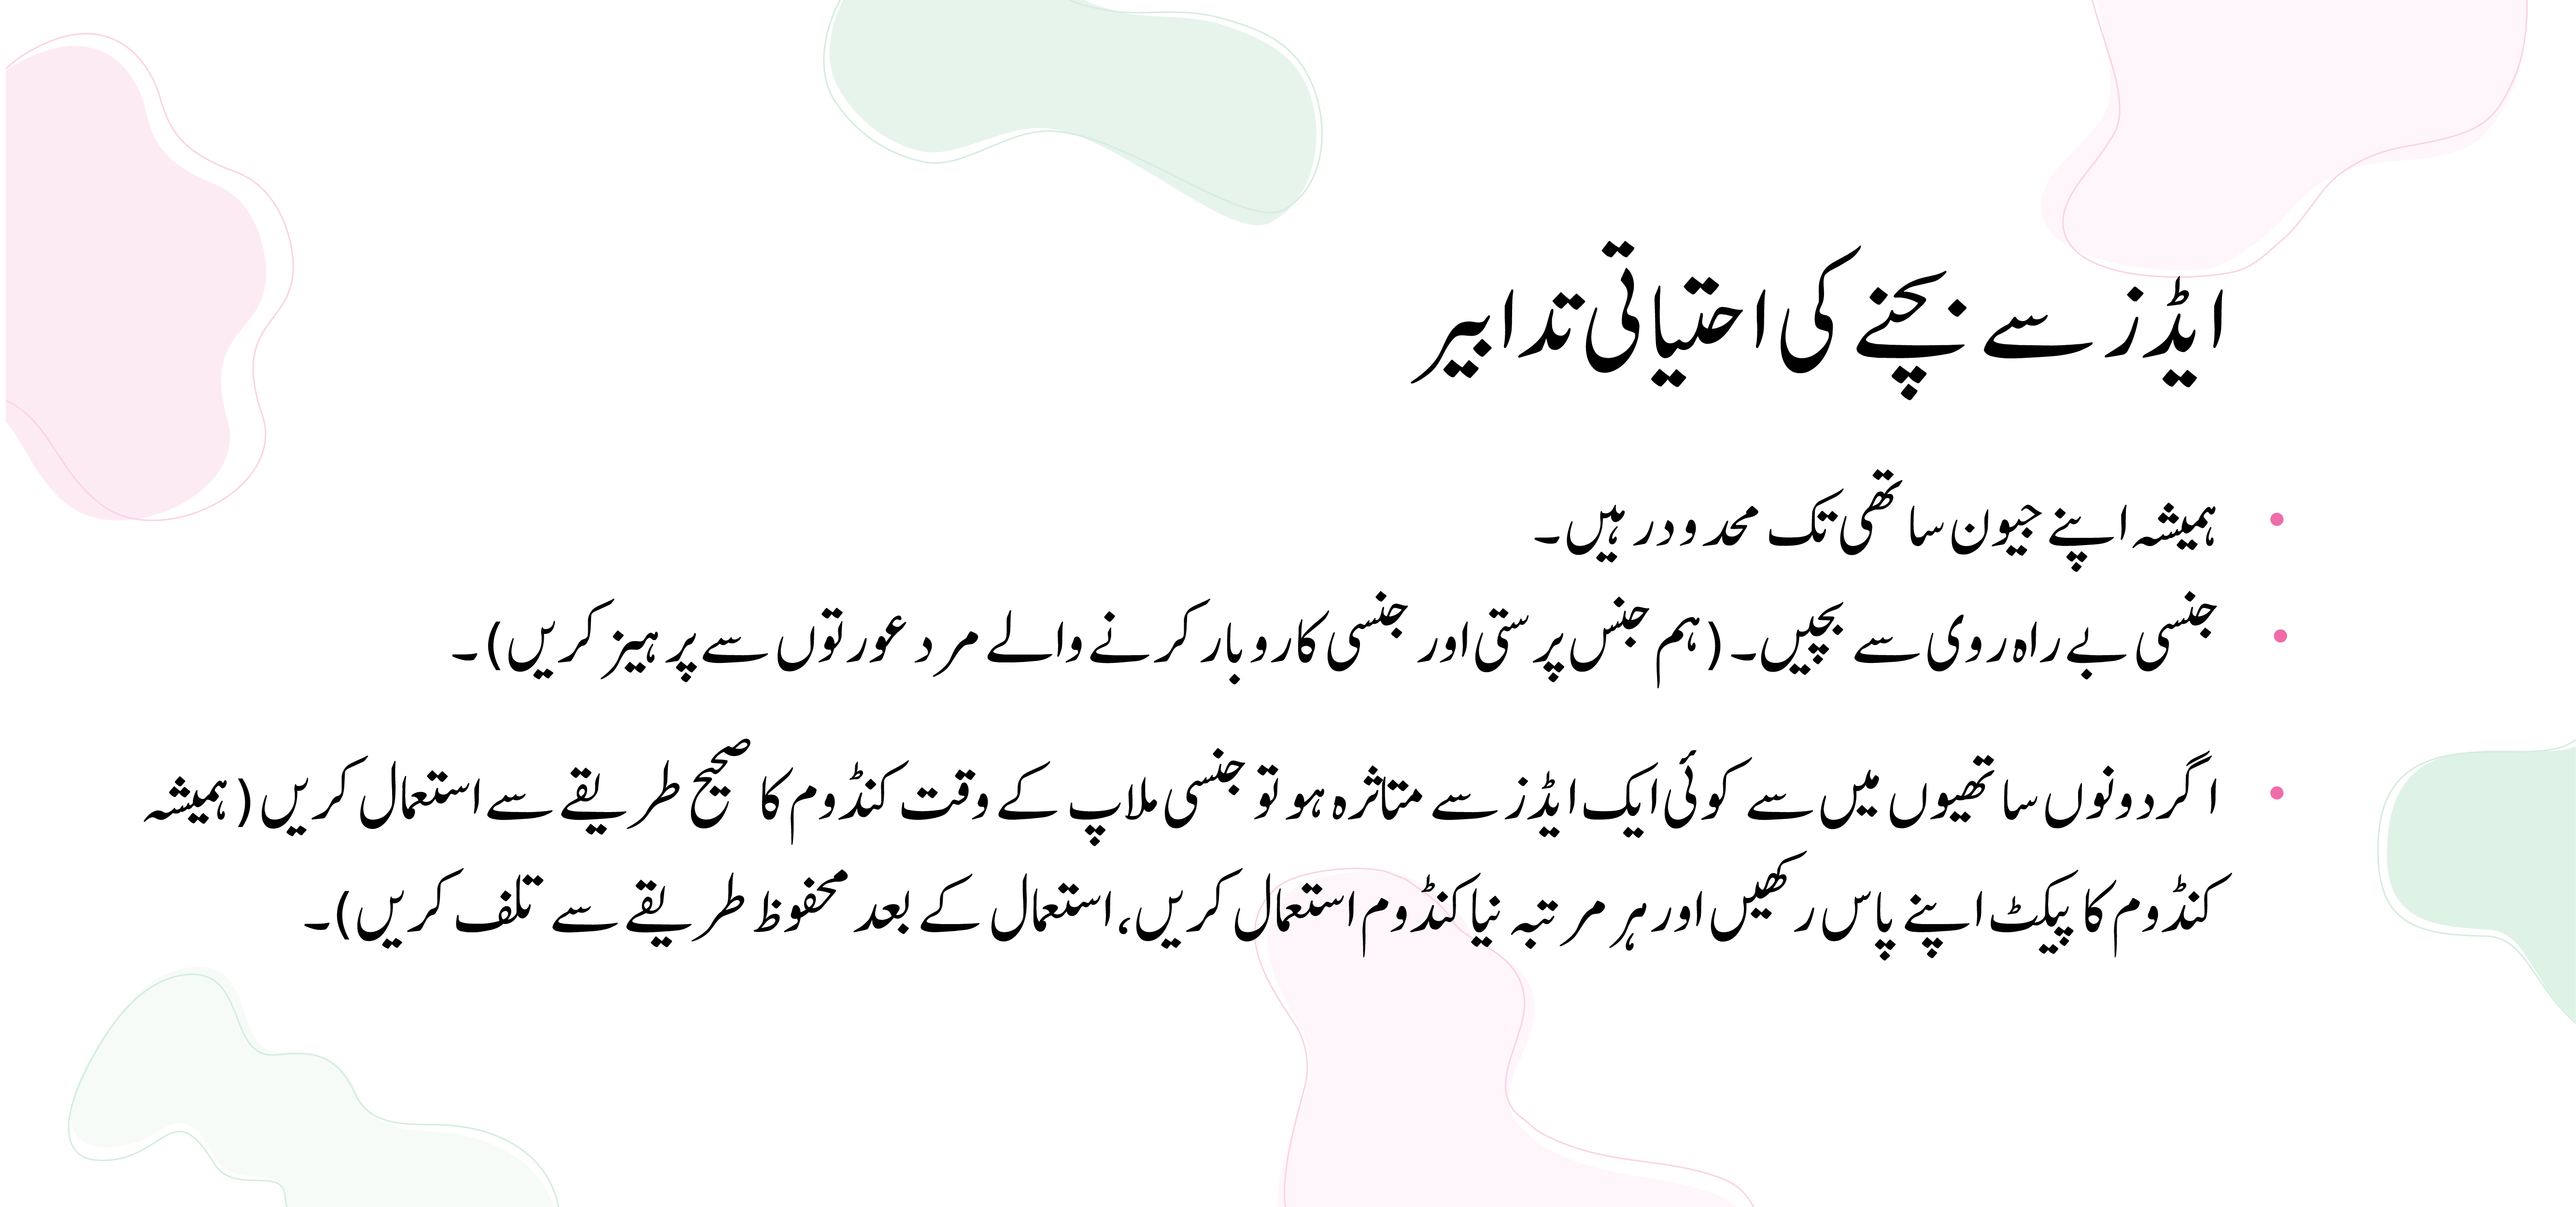 ایڈز سے بچنے کی احتیاتی تدابیر
• ہمیشہ اپنے جیون ساتھی تک محدود رہیں۔
• جنسی بے راہ روی سے بچیں۔ (ہم جنس پرستی اور جنسی کاروبار کرنے والے مرد عورتوں سے پرہیز کریں)۔
• اگر دونوں ساتھیوں میں سے کوئی ایک ایڈز سے متاثرہ ہو تو جنسی ملاپ کے وقت کنڈوم کا صحیح طریقے سے استعمال کریں (ہمیشہ
کنڈوم کا پیکٹ اپنے پاس رکھیں اور ہر مرتبہ نیا کنڈوم استعمال کریں، استعمال کے بعد محفوظ طریقے سے تلف کریں)۔